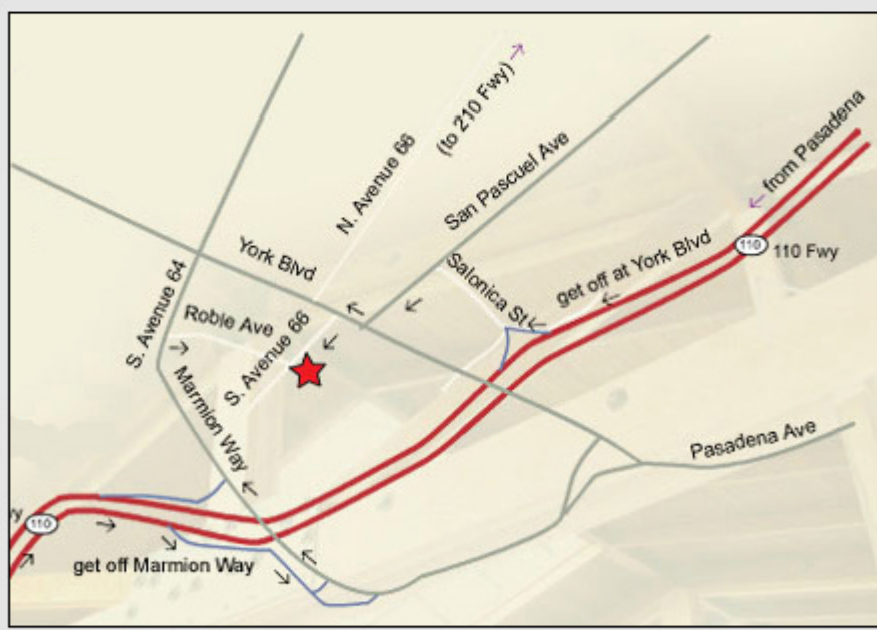 (to 210 Fwy)
N. Avenue 66
San Pascuel Ave
from Pasadena
York Blvd
110
110 Fwy
get off at York Blvd
Salonica St
S. Avenue 64
Roble Ave
S. Avenue 66
Marmion Way
Pasadena Ave
110
get off Marmion Way